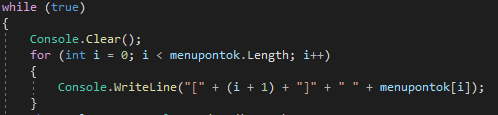 while (true)
{
Console.Clear();
for (int i = 0; i < menupontok.Length; i++)
{
Console.WriteLine("[" + (i + 1) + "]" + " " + menupontok[i]);
}